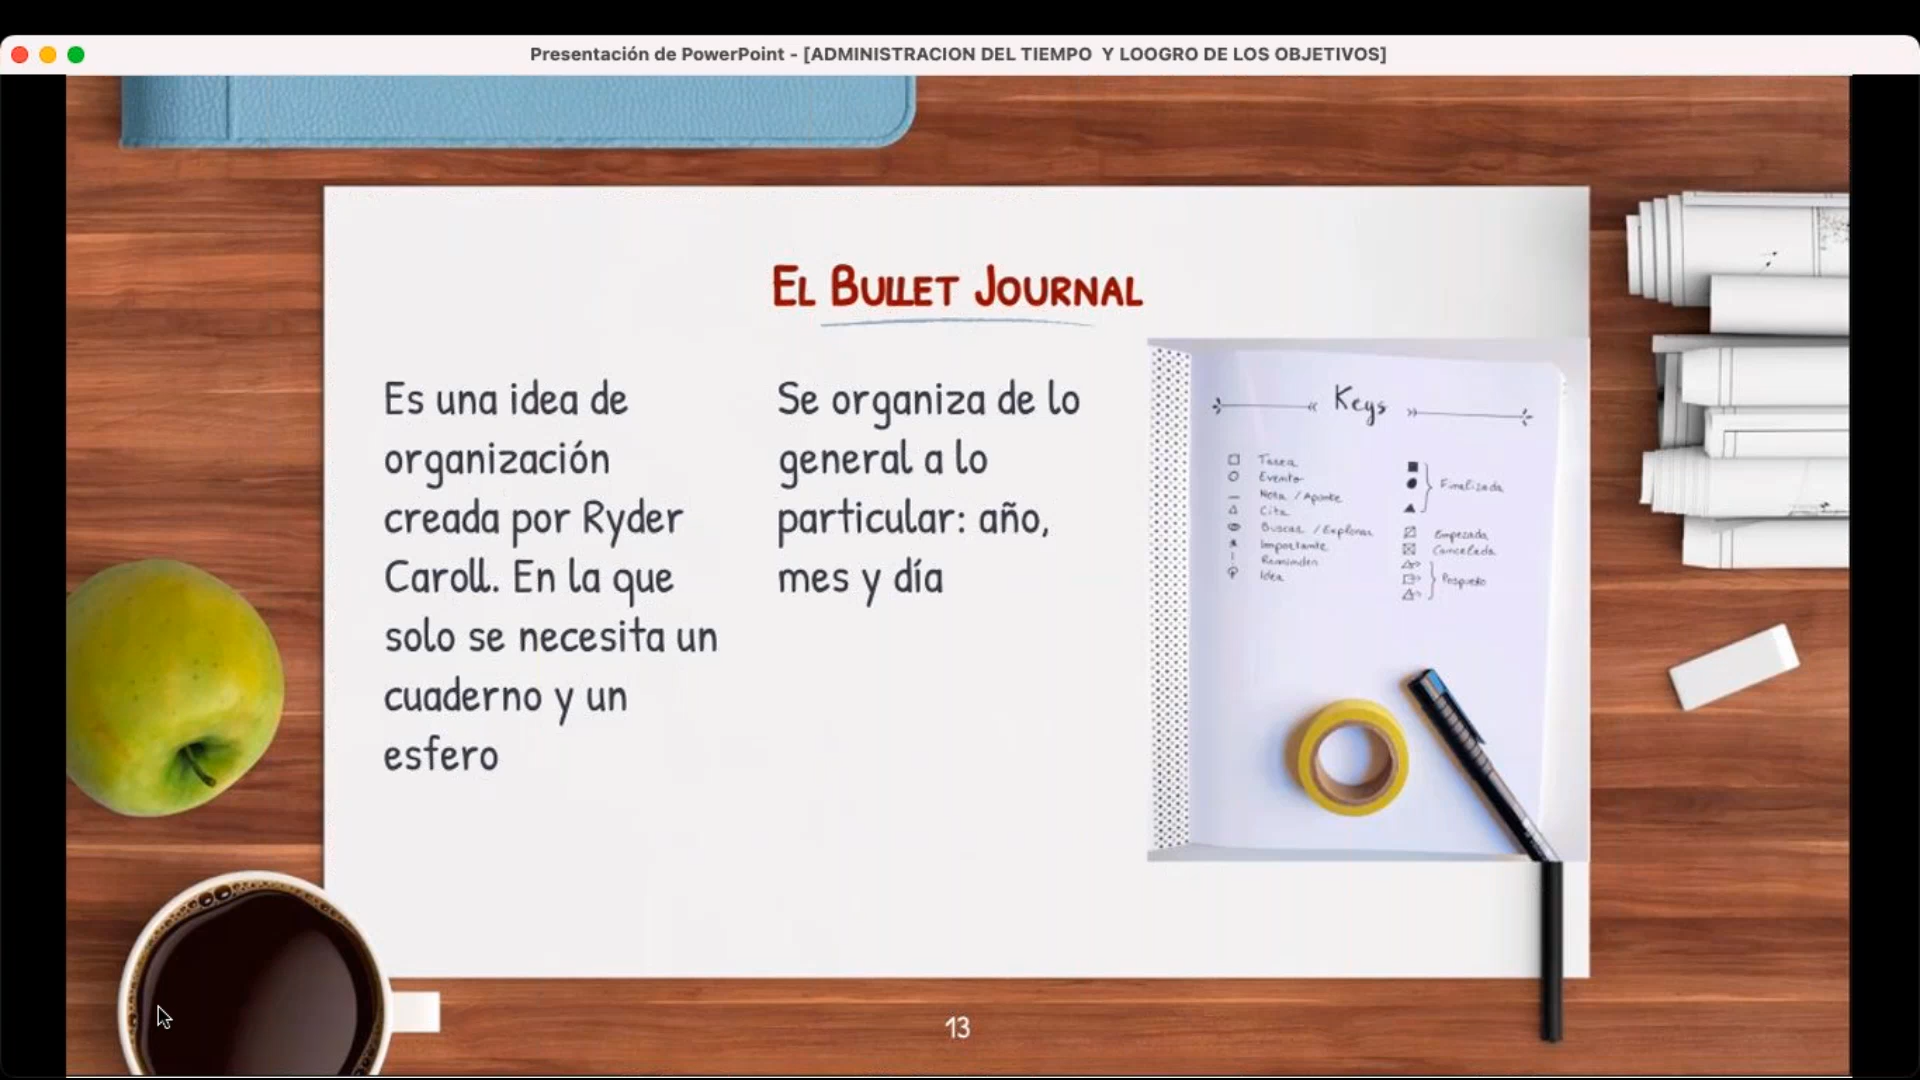 Presentación de PowerPoint - [ADMINISTRACION DEL TIEMPO Y LOOGRO DE LOS OBJETIVOS]
EL BULLET JOURNAL
Es una idea de
organización
creada por Ryder
Caroll. En la que
solo se necesita un
cuaderno y un
esfero
Se organiza de lo
general a lo
particular: año,
mes y día
Keys
Tarea
Evento
Nota / Apunte
Cita
Buscar / Explorar
Importante
Reminder
Idea
Finalizada
Empezada
Cancelada
Pospuesto
13